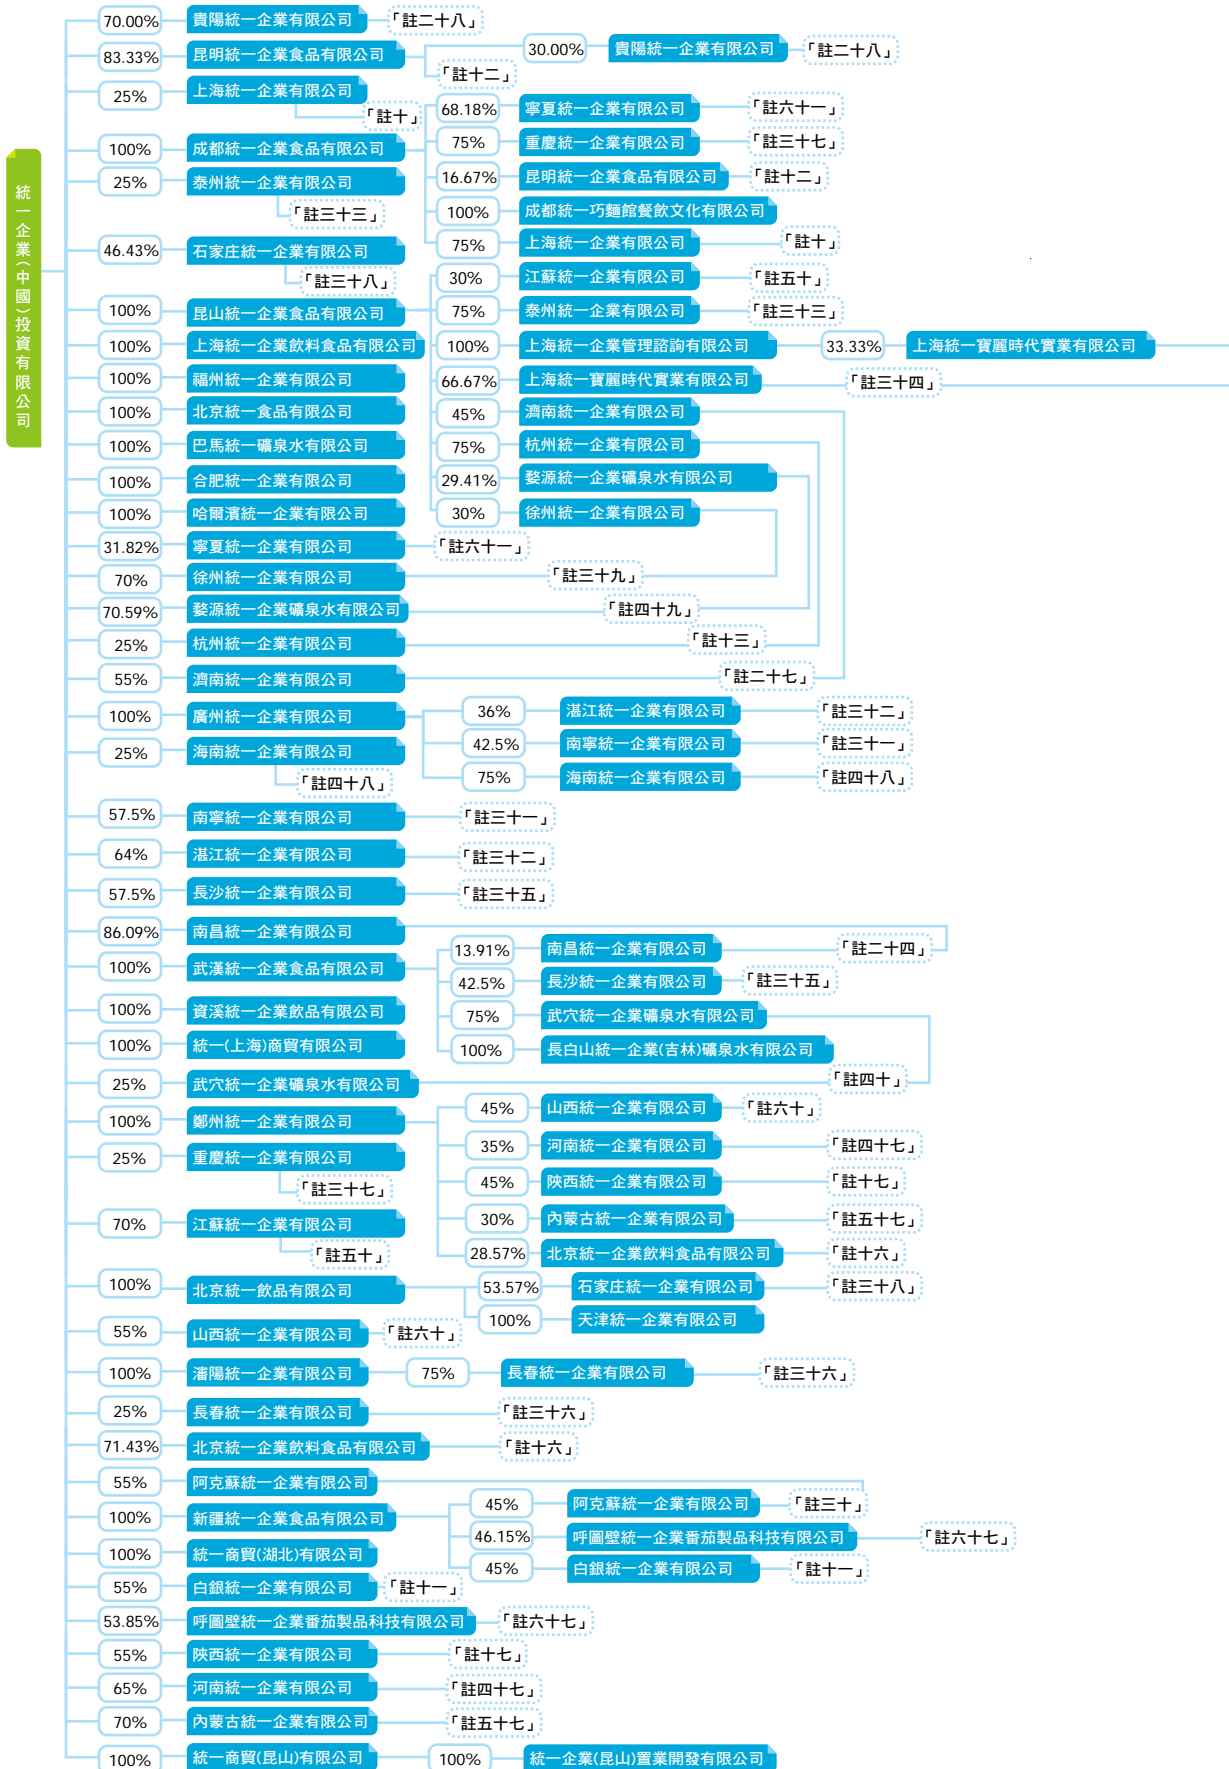 統一企業(中國)投資有限公司
70.00% 貴陽統一企業有限公司 「註二十八」
83.33% 昆明統一企業食品有限公司 30.00% 貴陽統一企業有限公司 「註二十八」
「註十二」
25% 上海統一企業有限公司
「註十」
68.18% 寧夏統一企業有限公司 「註六十一」
100% 成都統一企業食品有限公司 75% 重慶統一企業有限公司 「註三十七」
25% 泰州統一企業有限公司 16.67% 昆明統一企業食品有限公司 「註十二」
「註三十三」 100% 成都統一巧麵館餐飲文化有限公司
46.43% 石家庄統一企業有限公司 75% 上海統一企業有限公司 「註十」
「註三十八」 30% 江蘇統一企業有限公司 「註五十」
100% 昆山統一企業食品有限公司 75% 泰州統一企業有限公司 「註三十三」
100% 上海統一企業飲料食品有限公司 100% 上海統一企業管理諮詢有限公司 33.33% 上海統一寶麗時代實業有限公司
100% 福州統一企業有限公司 66.67% 上海統一寶麗時代實業有限公司 「註三十四」
100% 北京統一食品有限公司 45% 濟南統一企業有限公司
100% 巴馬統一礦泉水有限公司 75% 杭州統一企業有限公司
100% 合肥統一企業有限公司 29.41% 婺源統一企業礦泉水有限公司
100% 哈爾濱統一企業有限公司 30% 徐州統一企業有限公司
31.82% 寧夏統一企業有限公司 「註六十一」
70% 徐州統一企業有限公司 「註三十九」
70.59% 婺源統一企業礦泉水有限公司 「註四十九」
25% 杭州統一企業有限公司 「註十三」
55% 濟南統一企業有限公司 「註二十七」
100% 廣州統一企業有限公司 36% 湛江統一企業有限公司 「註三十二」
25% 海南統一企業有限公司 42.5% 南寧統一企業有限公司 「註三十一」
「註四十八」 75% 海南統一企業有限公司 「註四十八」
57.5% 南寧統一企業有限公司 「註三十一」
64% 湛江統一企業有限公司 「註三十二」
57.5% 長沙統一企業有限公司 「註三十五」
86.09% 南昌統一企業有限公司
13.91% 南昌統一企業有限公司 「註二十四」
100% 武漢統一企業食品有限公司 42.5% 長沙統一企業有限公司 「註三十五」
100% 資溪統一企業飲品有限公司 75% 武穴統一企業礦泉水有限公司
100% 統一(上海)商貿有限公司 100% 長白山統一企業(吉林)礦泉水有限公司
25% 武穴統一企業礦泉水有限公司 「註四十」
100% 鄭州統一企業有限公司 45% 山西統一企業有限公司 「註六十」
25% 重慶統一企業有限公司 35% 河南統一企業有限公司 「註四十七」
「註三十七」 45% 陝西統一企業有限公司 「註十七」
70% 江蘇統一企業有限公司 30% 內蒙古統一企業有限公司 「註五十七」
「註五十」 28.57% 北京統一企業飲料食品有限公司 「註十六」
100% 北京統一飲品有限公司 53.57% 石家庄統一企業有限公司 「註三十八」
100% 天津統一企業有限公司
55% 山西統一企業有限公司 「註六十」
100% 瀋陽統一企業有限公司 75% 長春統一企業有限公司 「註三十六」
25% 長春統一企業有限公司 「註三十六」
71.43% 北京統一企業飲料食品有限公司 「註十六」
55% 阿克蘇統一企業有限公司
45% 阿克蘇統一企業有限公司 「註三十」
100% 新疆統一企業食品有限公司 46.15% 呼圖壁統一企業番茄製品科技有限公司 「註六十七」
100% 統一商貿(湖北)有限公司 45% 白銀統一企業有限公司 「註十一」
55% 白銀統一企業有限公司 「註十一」
53.85% 呼圖壁統一企業番茄製品科技有限公司 「註六十七」
55% 陝西統一企業有限公司 「註十七」
65% 河南統一企業有限公司 「註四十七」
70% 內蒙古統一企業有限公司 「註五十七」
100% 統一商貿(昆山)有限公司 100% 統一企業(昆山)置業開發有限公司